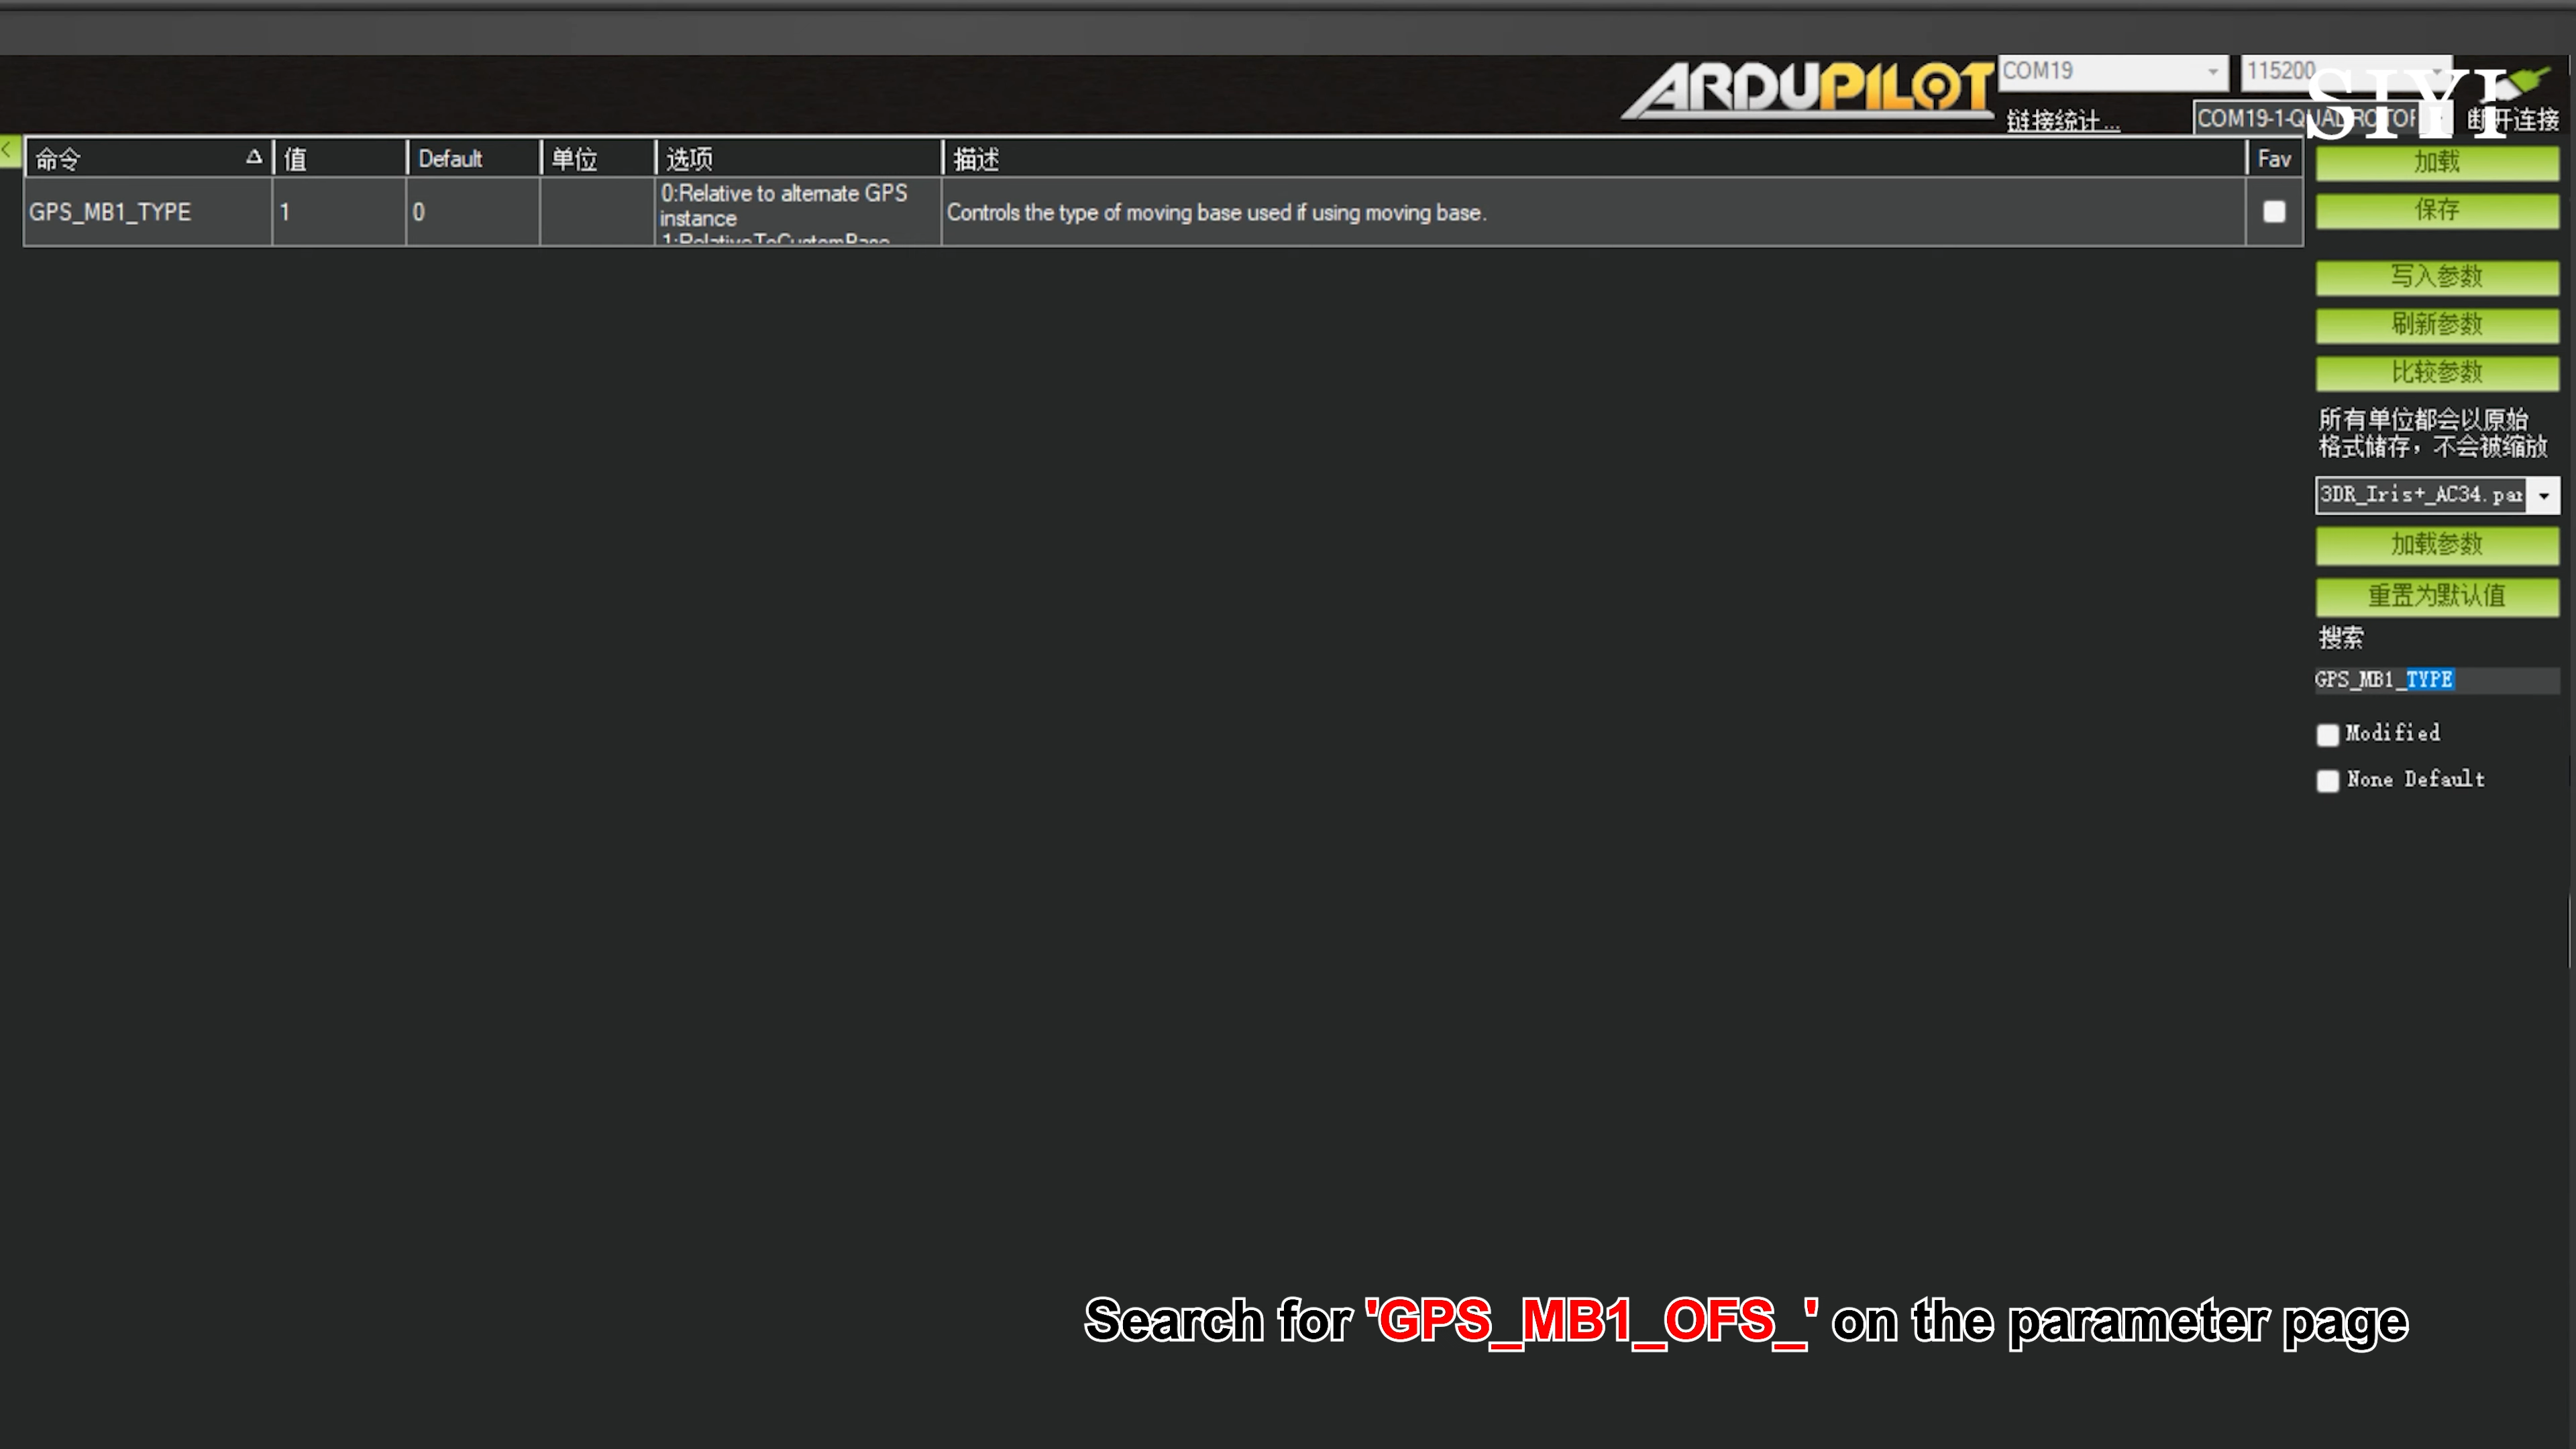 ARDUPILOT
COM19
115200
SIYI
链接统计...
COM19-1-QUADROTOR
断开连接
命令
值
Default
单位
选项
描述
Fav
GPS_MB1_TYPE
1
0
0:Relative to alternate GPS
instance
1:RelativeToCustomBase
Controls the type of moving base used if using moving base.
加载
保存
写入参数
刷新参数
比较参数
所有单位都会以原始
格式储存，不会被缩放
3DR_Iris+_AC34.par
加载参数
重置为默认值
搜索
GPS_MB1_TYPE
Modified
None Default
Search for 'GPS_MB1_OFS_' on the parameter page